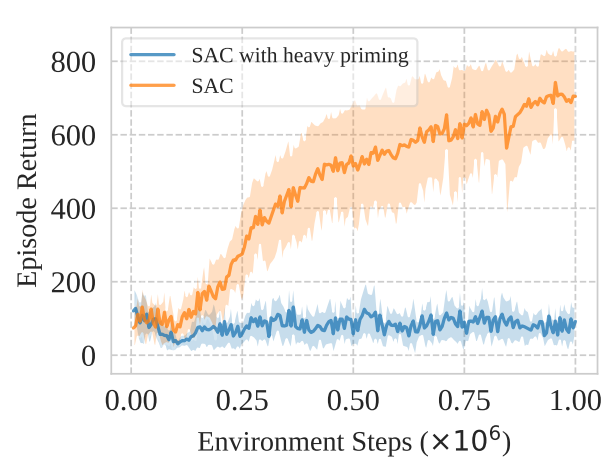 SAC with heavy priming
SAC
800
600
400
200
0
Episode Return
0.00 0.25 0.50 0.75 1.00
Environment Steps (×10⁶)